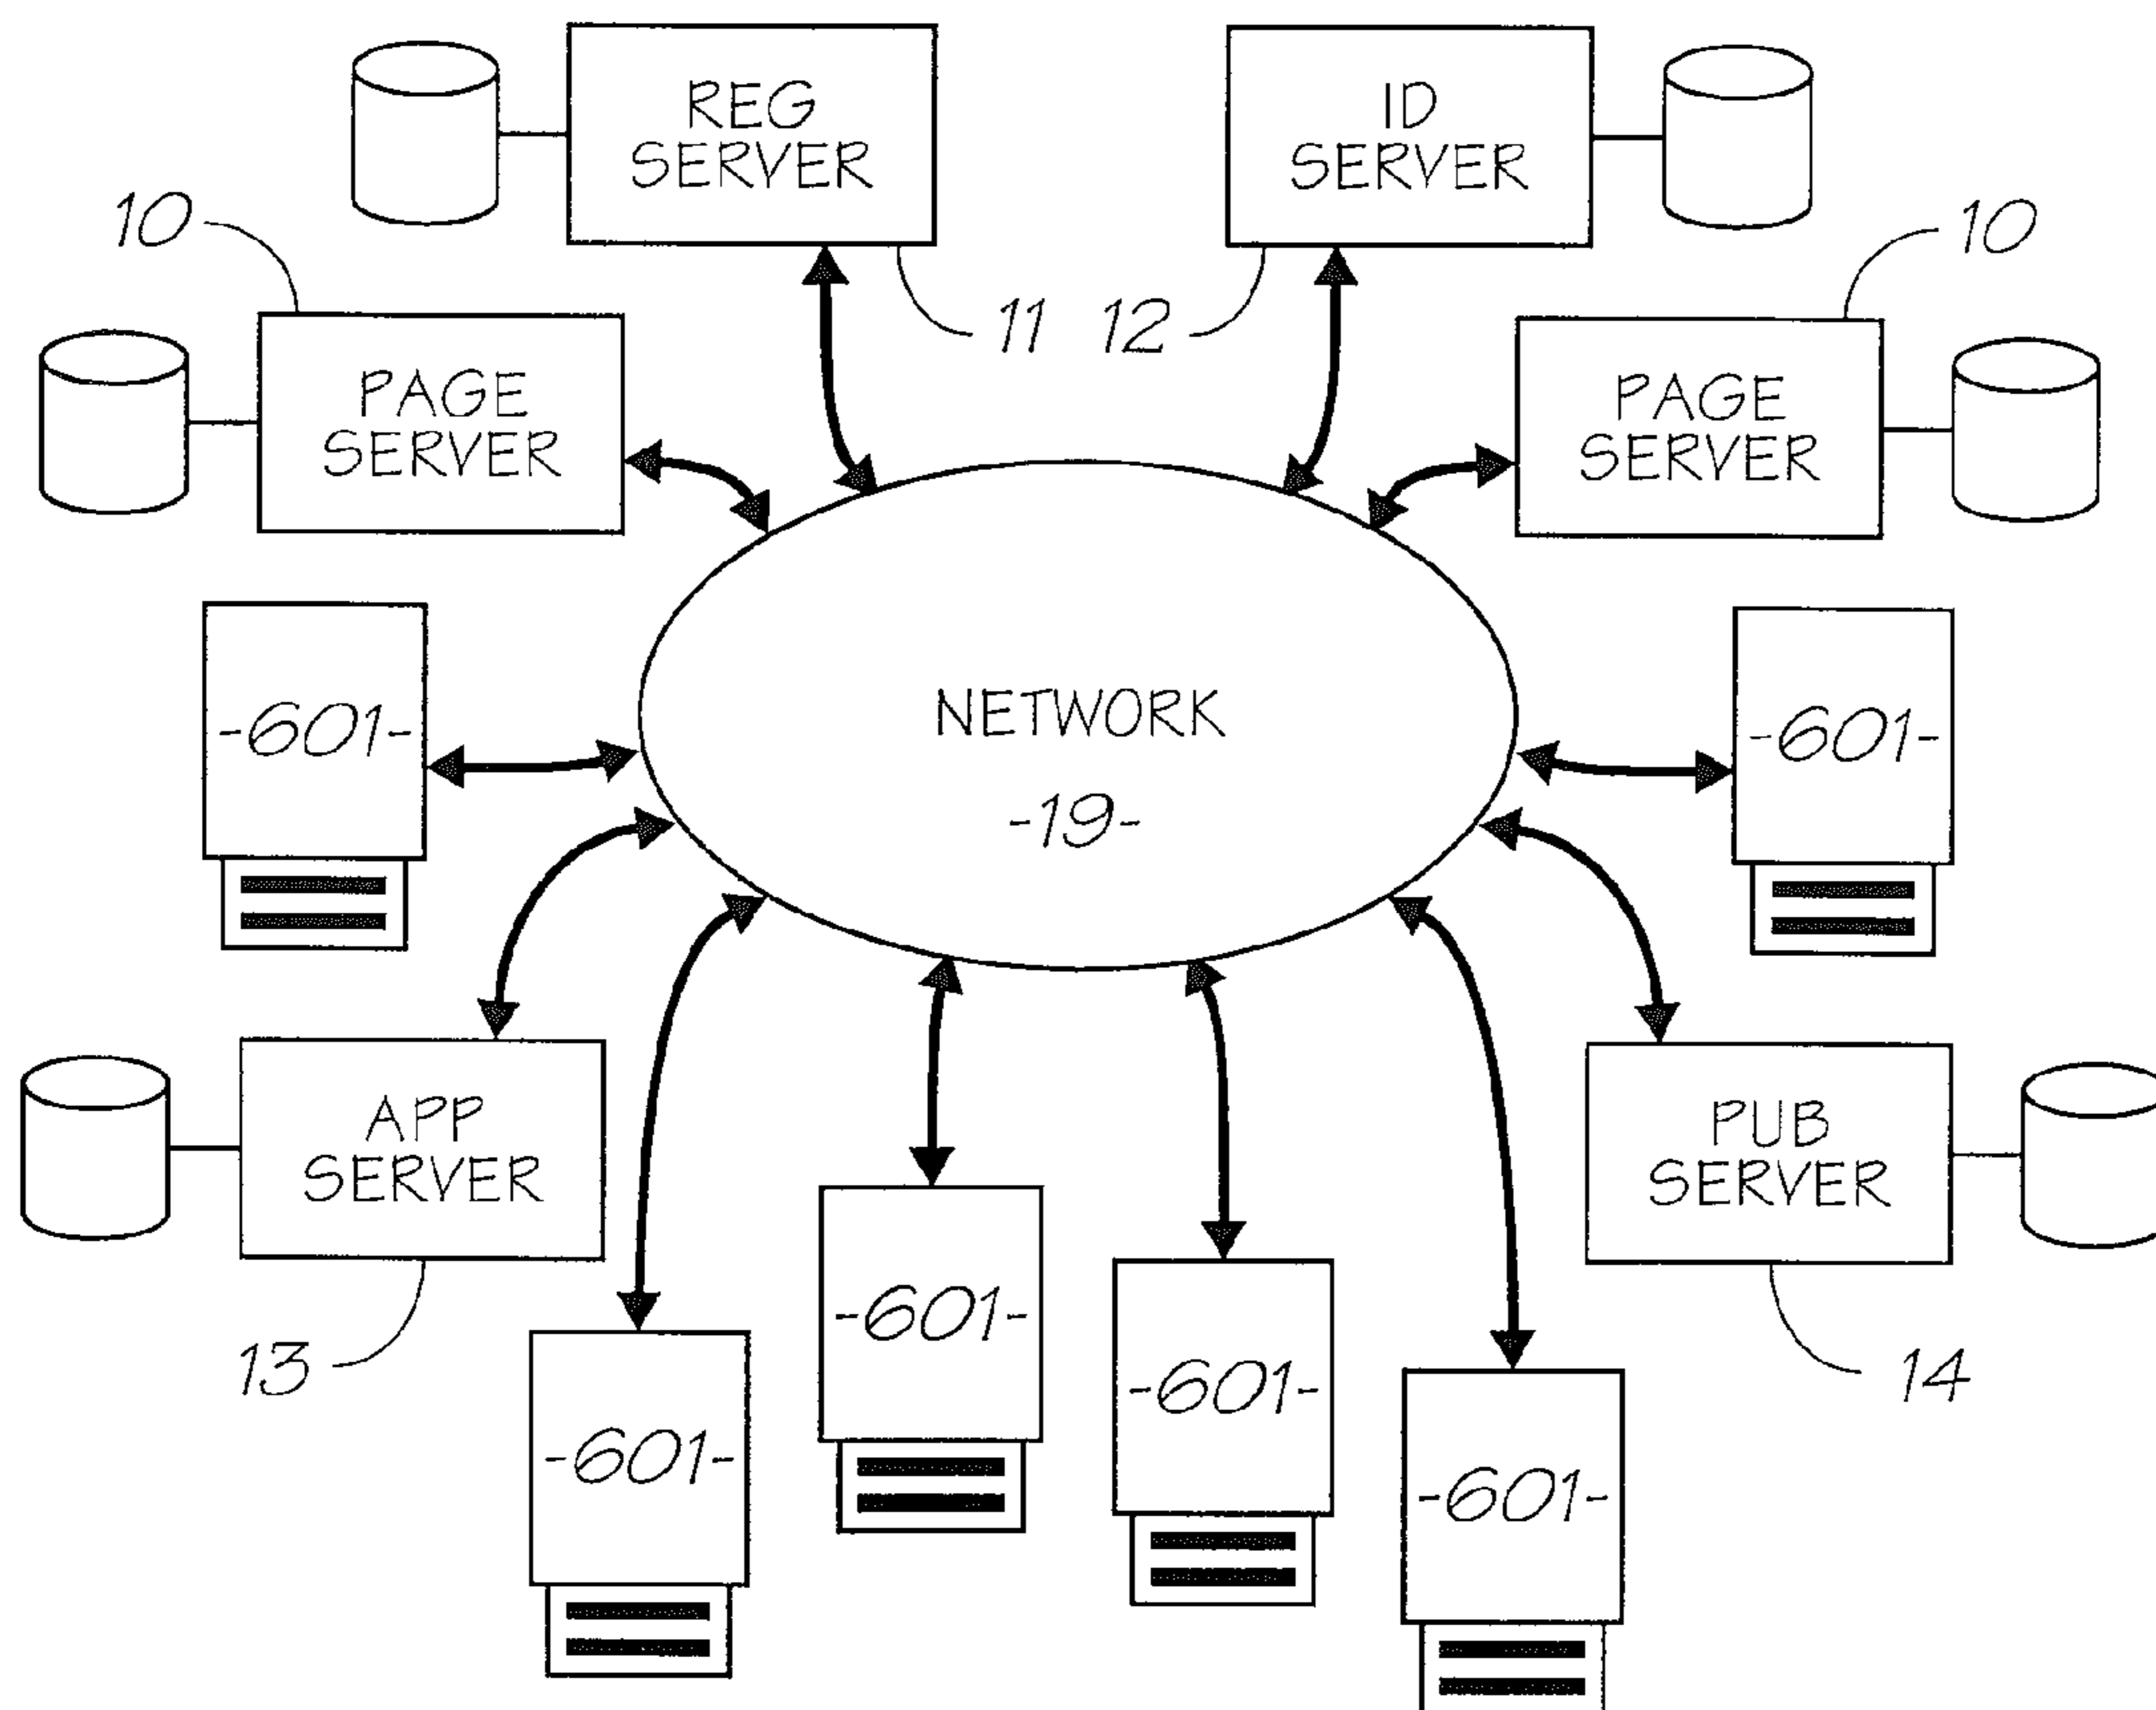 REG
SERVER
ID
SERVER
10
10
11
12
PAGE
SERVER
PAGE
SERVER
-601-
NETWORK
-19-
-601-
APP
SERVER
PUB
SERVER
13
-601-
-601-
-601-
-601-
14